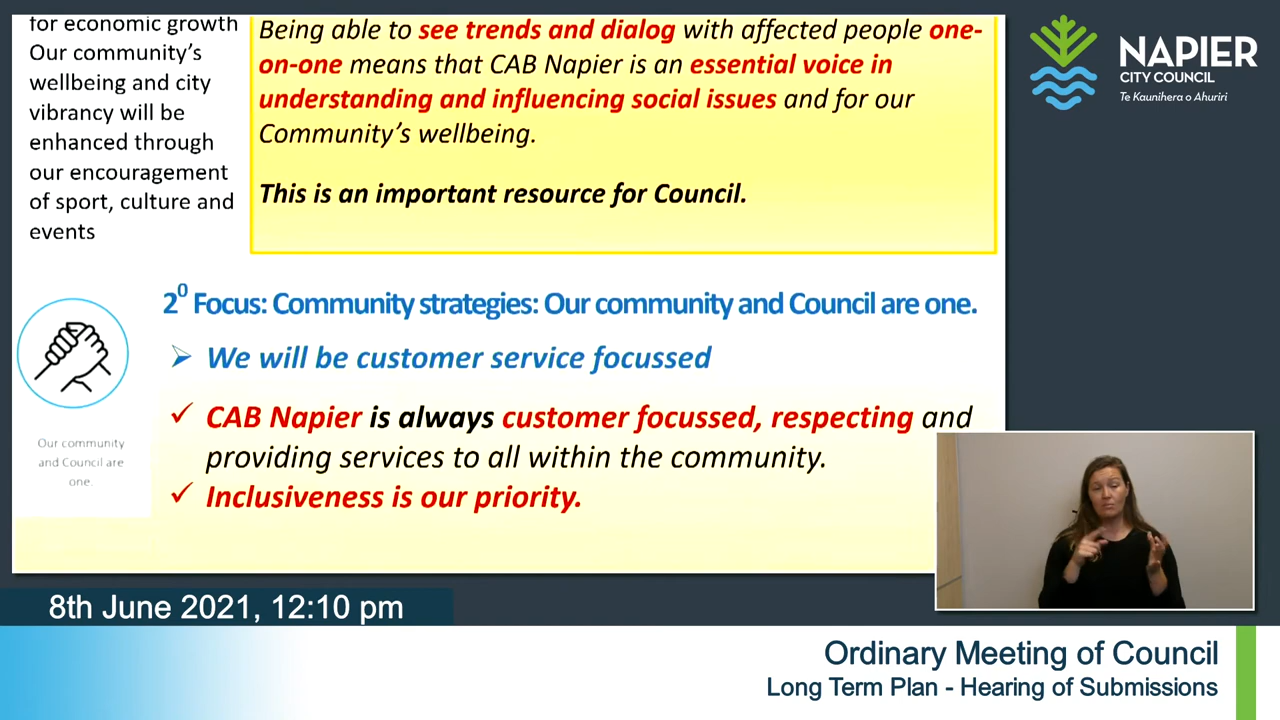 for economic growth
Our community's
wellbeing and city
vibrancy will be
enhanced through
our encouragement
of sport, culture and
events
Being able to see trends and dialog with affected people one-
on-one means that CAB Napier is an essential voice in
understanding and influencing social issues and for our
Community's wellbeing.
This is an important resource for Council.
2⁰ Focus: Community strategies: Our community and Council are one.
➢ We will be customer service focussed
✓ CAB Napier is always customer focussed, respecting and
providing services to all within the community.
✓ Inclusiveness is our priority.
Our community
and Council are
one.
NAPIER
CITY COUNCIL
Te Kaunihera o Ahuriri
8th June 2021, 12:10 pm
Ordinary Meeting of Council
Long Term Plan - Hearing of Submissions